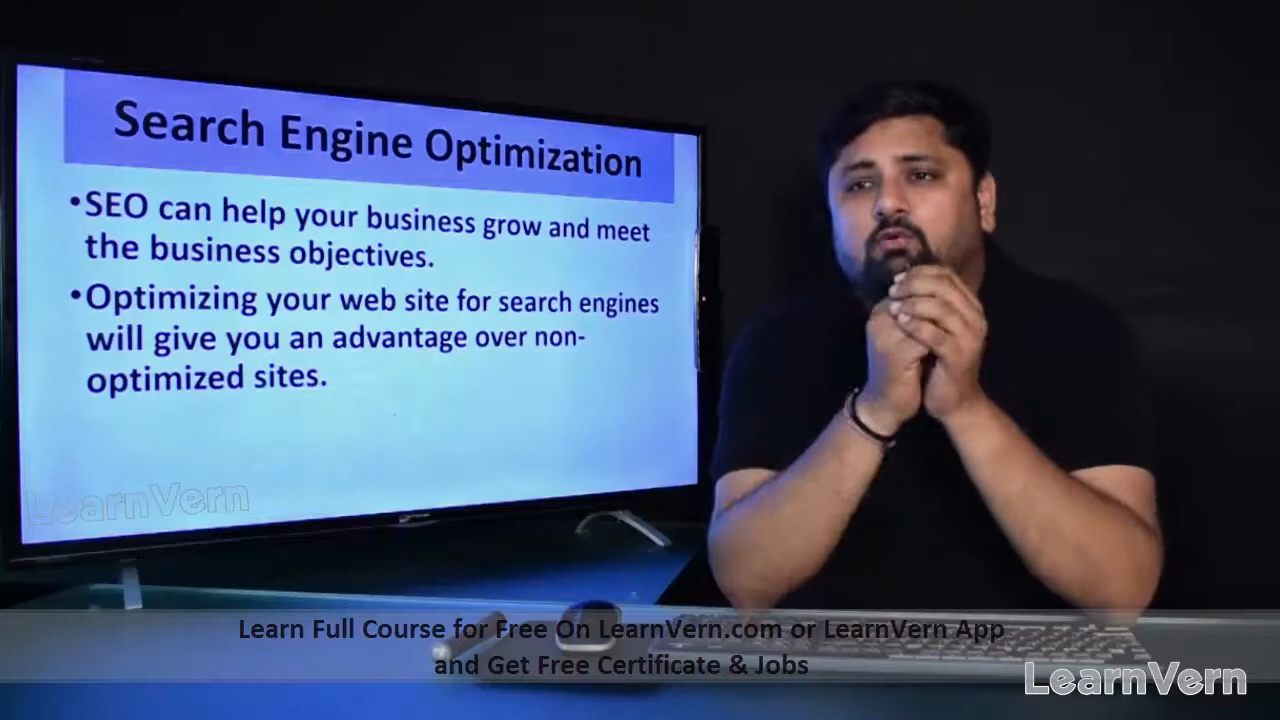 Search Engine Optimization
•SEO can help your business grow and meet
the business objectives.
•Optimizing your web site for search engines
will give you an advantage over non-
optimized sites.
LearnVern
Learn Full Course for Free On LearnVern.com or LearnVern App
and Get Free Certificate & Jobs
LearnVern